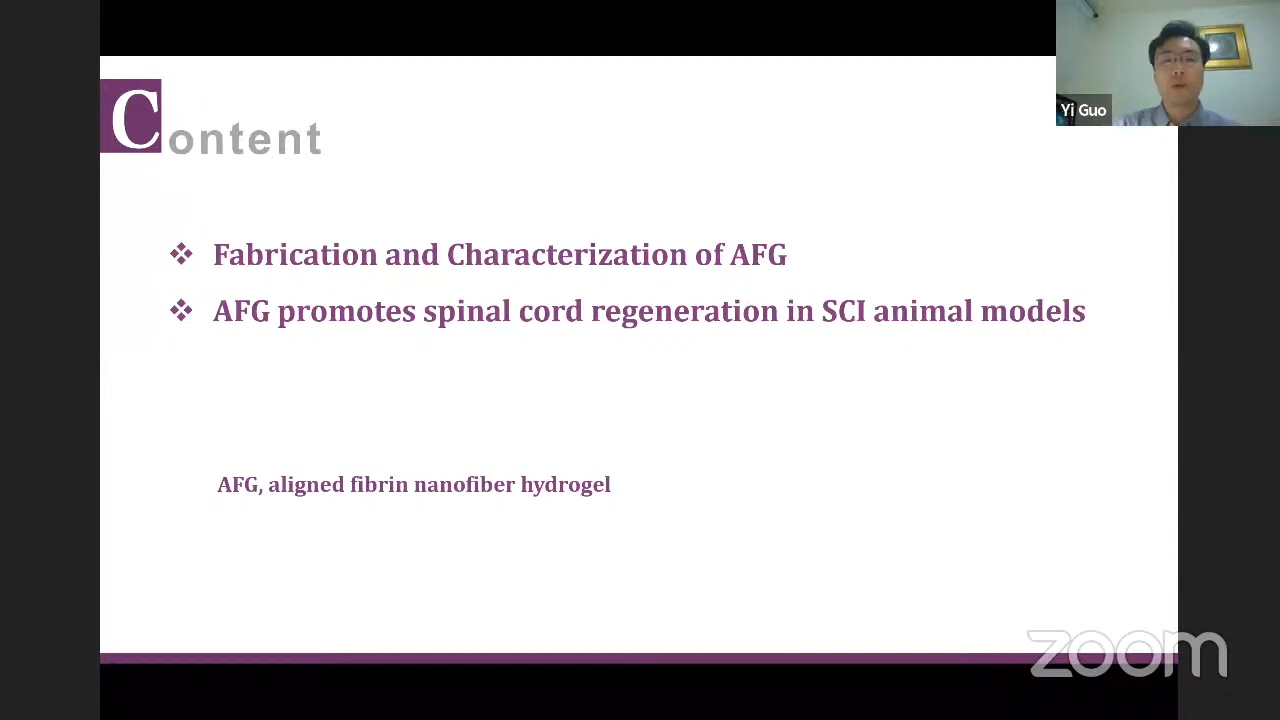 Content
❖ Fabrication and Characterization of AFG
❖ AFG promotes spinal cord regeneration in SCI animal models
AFG, aligned fibrin nanofiber hydrogel
Yi Guo
zoom